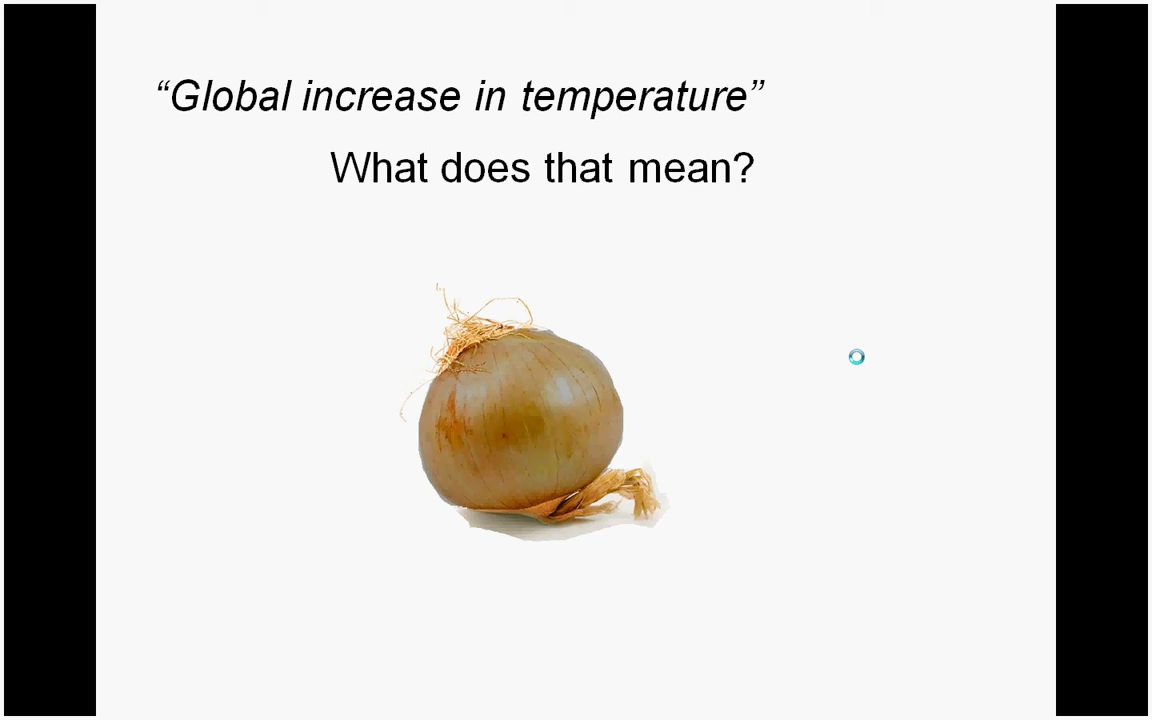 “Global increase in temperature”
What does that mean?